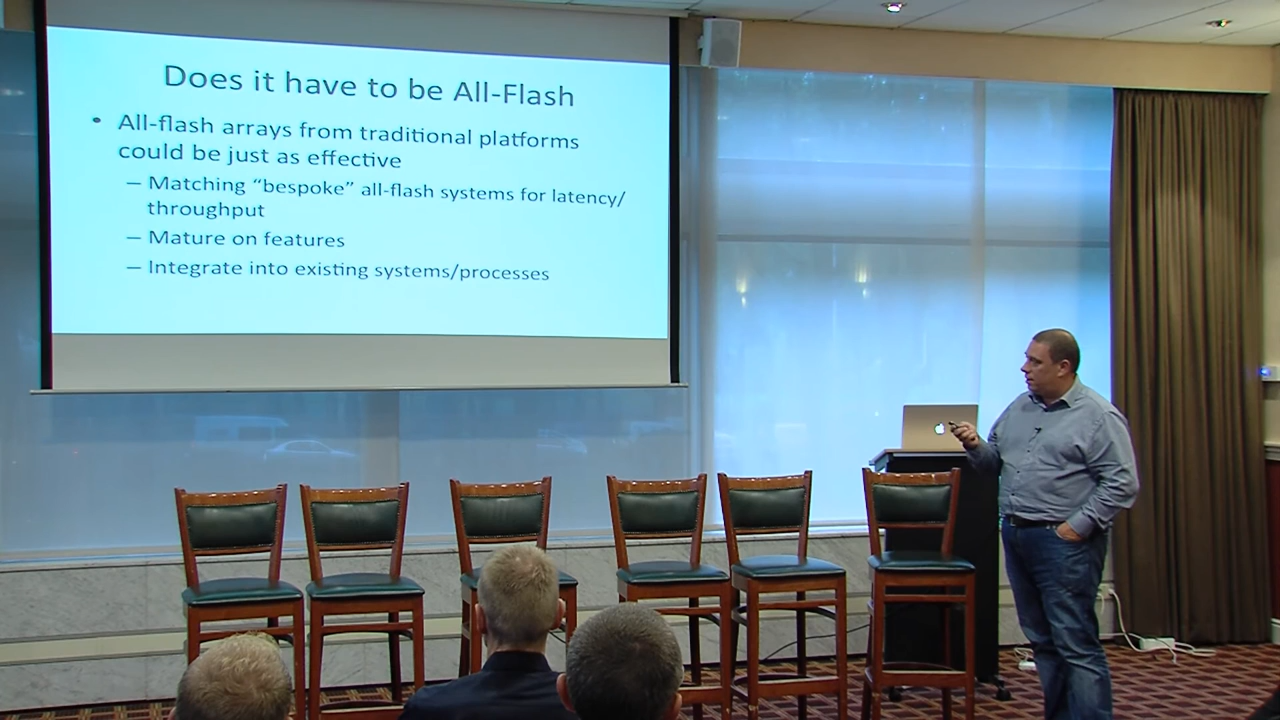 Does it have to be All-Flash
• All-flash arrays from traditional platforms
could be just as effective
– Matching “bespoke” all-flash systems for latency/
throughput
– Mature on features
– Integrate into existing systems/processes